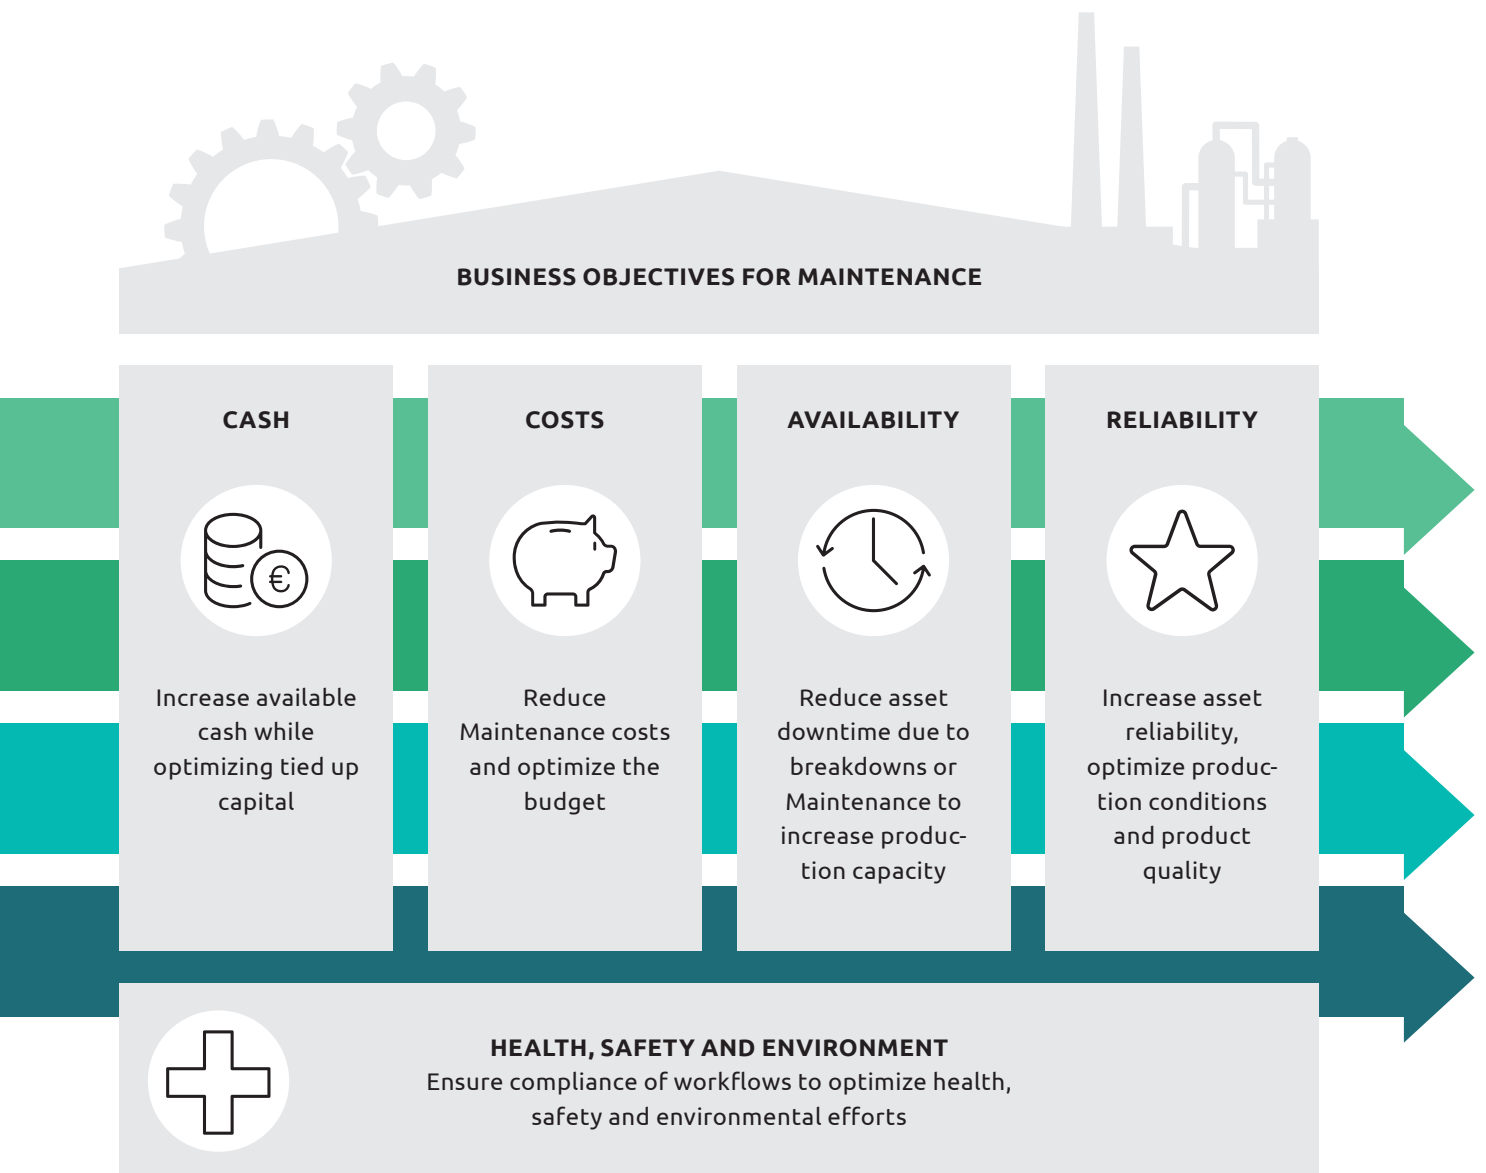 BUSINESS OBJECTIVES FOR MAINTENANCE
CASH
€
Increase available
cash while
optimizing tied up
capital
COSTS
Reduce
Maintenance costs
and optimize the
budget
AVAILABILITY
Reduce asset
downtime due to
breakdowns or
Maintenance to
increase produc-
tion capacity
RELIABILITY
Increase asset
reliability,
optimize produc-
tion conditions
and product
quality
HEALTH, SAFETY AND ENVIRONMENT
Ensure compliance of workflows to optimize health,
safety and environmental efforts